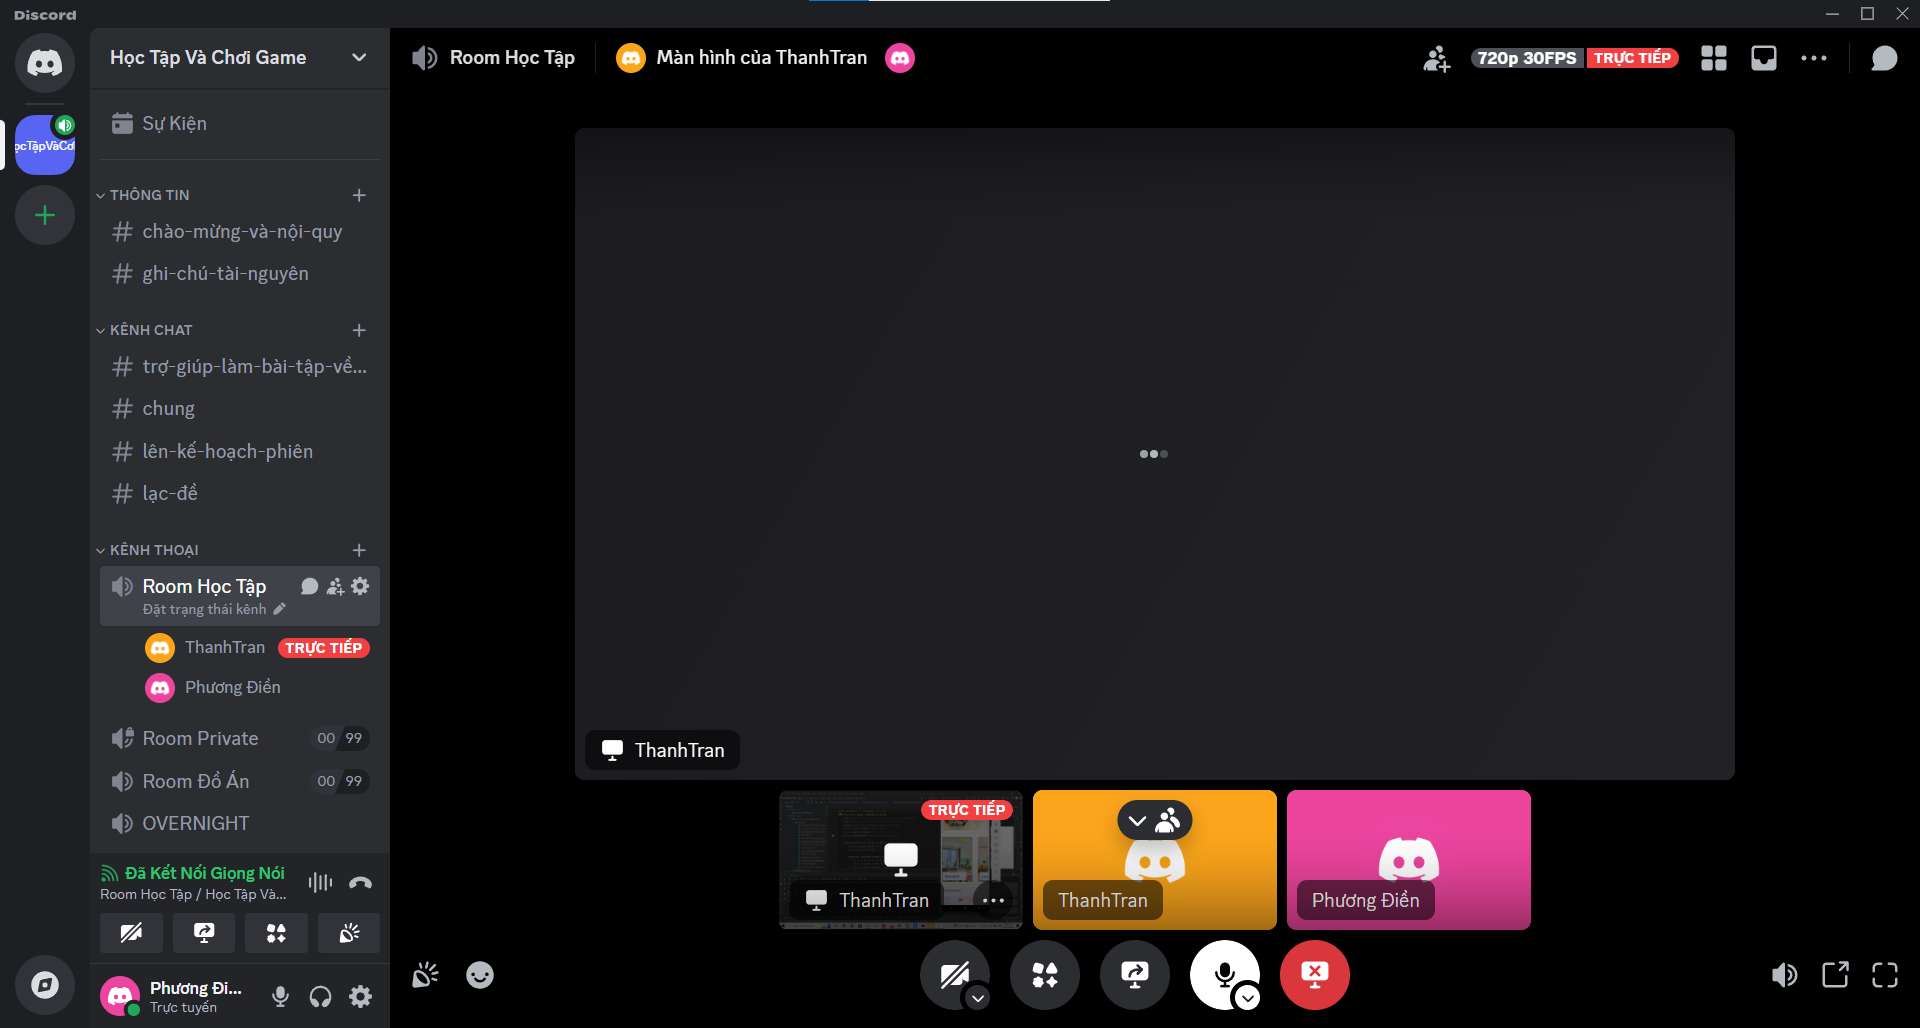 Discord
Học Tập Và Chơi Game
Room Học Tập
Màn hình của ThanhTran
720p 30FPS
TRỰC TIẾP
Sự Kiện
ọcTậpVàCơ
THÔNG TIN
chào-mừng-và-nội-quy
ghi-chú-tài-nguyên
KÊNH CHAT
trợ-giúp-làm-bài-tập-về...
chung
lên-kế-hoạch-phiên
lạc-đề
KÊNH THOẠI
Room Học Tập
Đặt trạng thái kênh
ThanhTran TRỰC TIẾP
Phương Điền
Room Private 00 99
Room Đồ Án 00 99
OVERNIGHT
Đã Kết Nối Giọng Nói
Room Học Tập / Học Tập Và...
Phương Đi...
Trực tuyến
ThanhTran
TRỰC TIẾP
ThanhTran
ThanhTran
Phương Điền